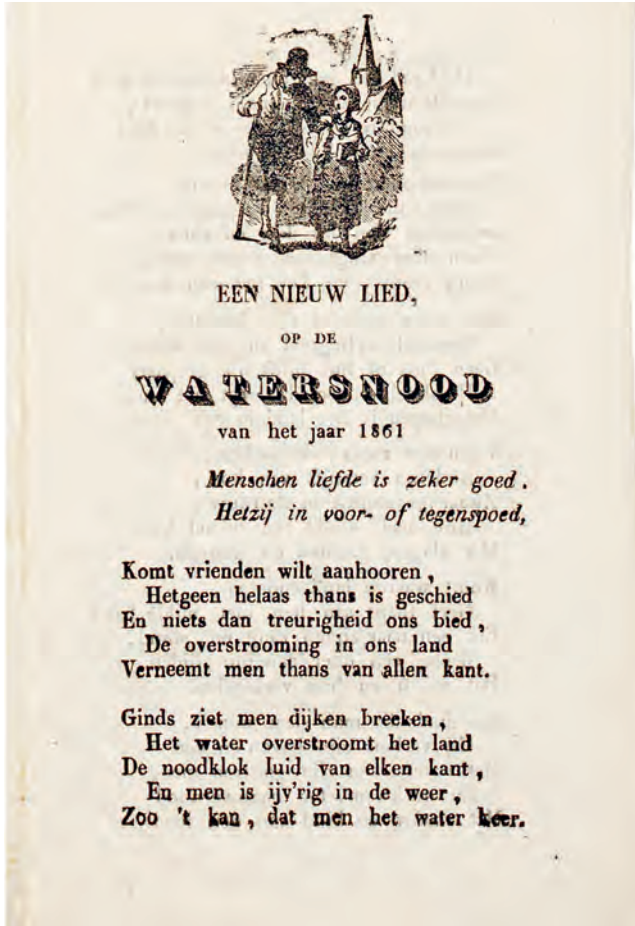 EEN NIEUW LIED,
OP DE
WATERSNOOD
van het jaar 1861
Menschen liefde is zeker goed.
Hetzij in voor- of tegenspoed,
Komt vrienden wilt aanhooren,
Hetgeen helaas thans is geschied
En niets dan treurigheid ons bied,
De overstrooming in ons land
Verneemt men thans van allen kant.
Ginds ziet men dijken breeken,
Het water overstroomt het land
De noodklok luid van elken kant,
En men is ijv'rig in de weer,
Zoo 't kan, dat men het water keer.